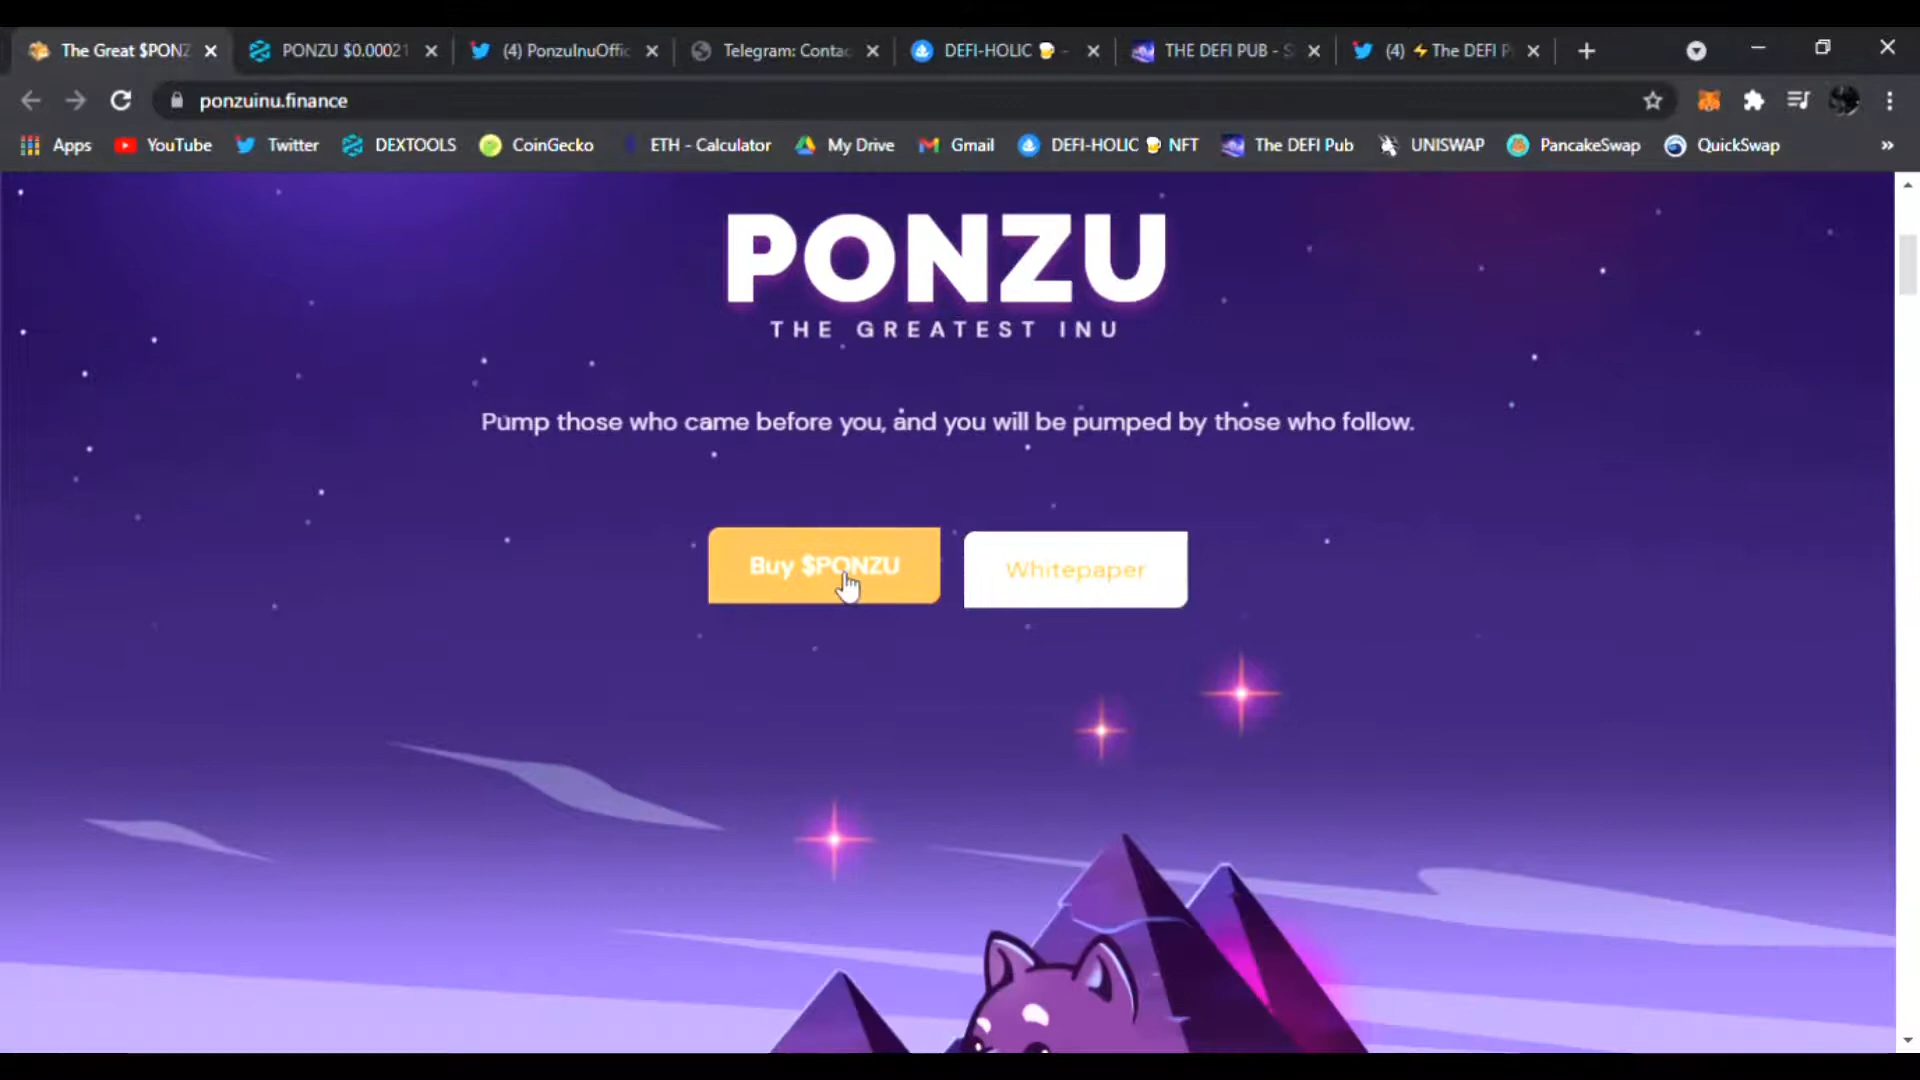 The Great $PONZ
PONZU $0.00021
(4) PonzuInuOffic
Telegram: Contac
DEFI-HOLIC 🍺 -
THE DEFI PUB - S
(4) ⚡The DEFI P
ponzuinu.finance
Apps
YouTube
Twitter
DEXTOOLS
CoinGecko
ETH - Calculator
My Drive
Gmail
DEFI-HOLIC 🍺 NFT
The DEFI Pub
UNISWAP
PancakeSwap
QuickSwap
»
PONZU
THE GREATEST INU
Pump those who came before you, and you will be pumped by those who follow.
Buy $PONZU
Whitepaper